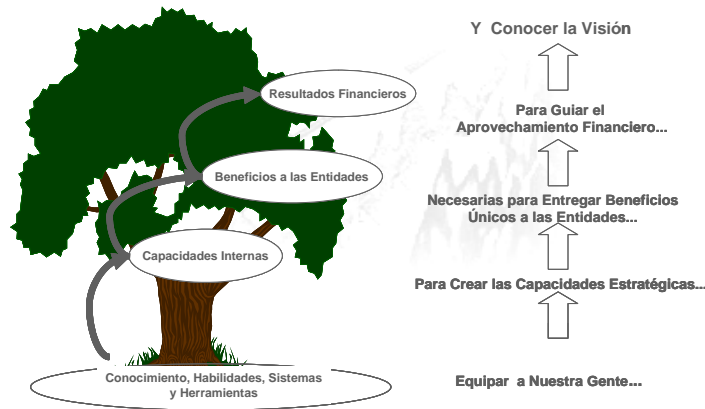 Resultados Financieros
Beneficios a las Entidades
Capacidades Internas
Conocimiento, Habilidades, Sistemas
y Herramientas
Y Conocer la Visión
Para Guiar el
Aprovechamiento Financiero...
Necesarias para Entregar Beneficios
Únicos a las Entidades...
Para Crear las Capacidades Estratégicas...
Equipar a Nuestra Gente...